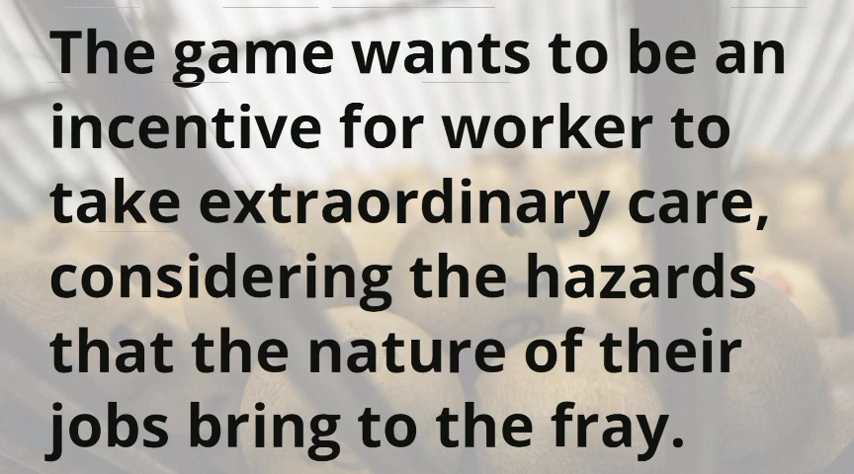 The game wants to be an
incentive for worker to
take extraordinary care,
considering the hazards
that the nature of their
jobs bring to the fray.